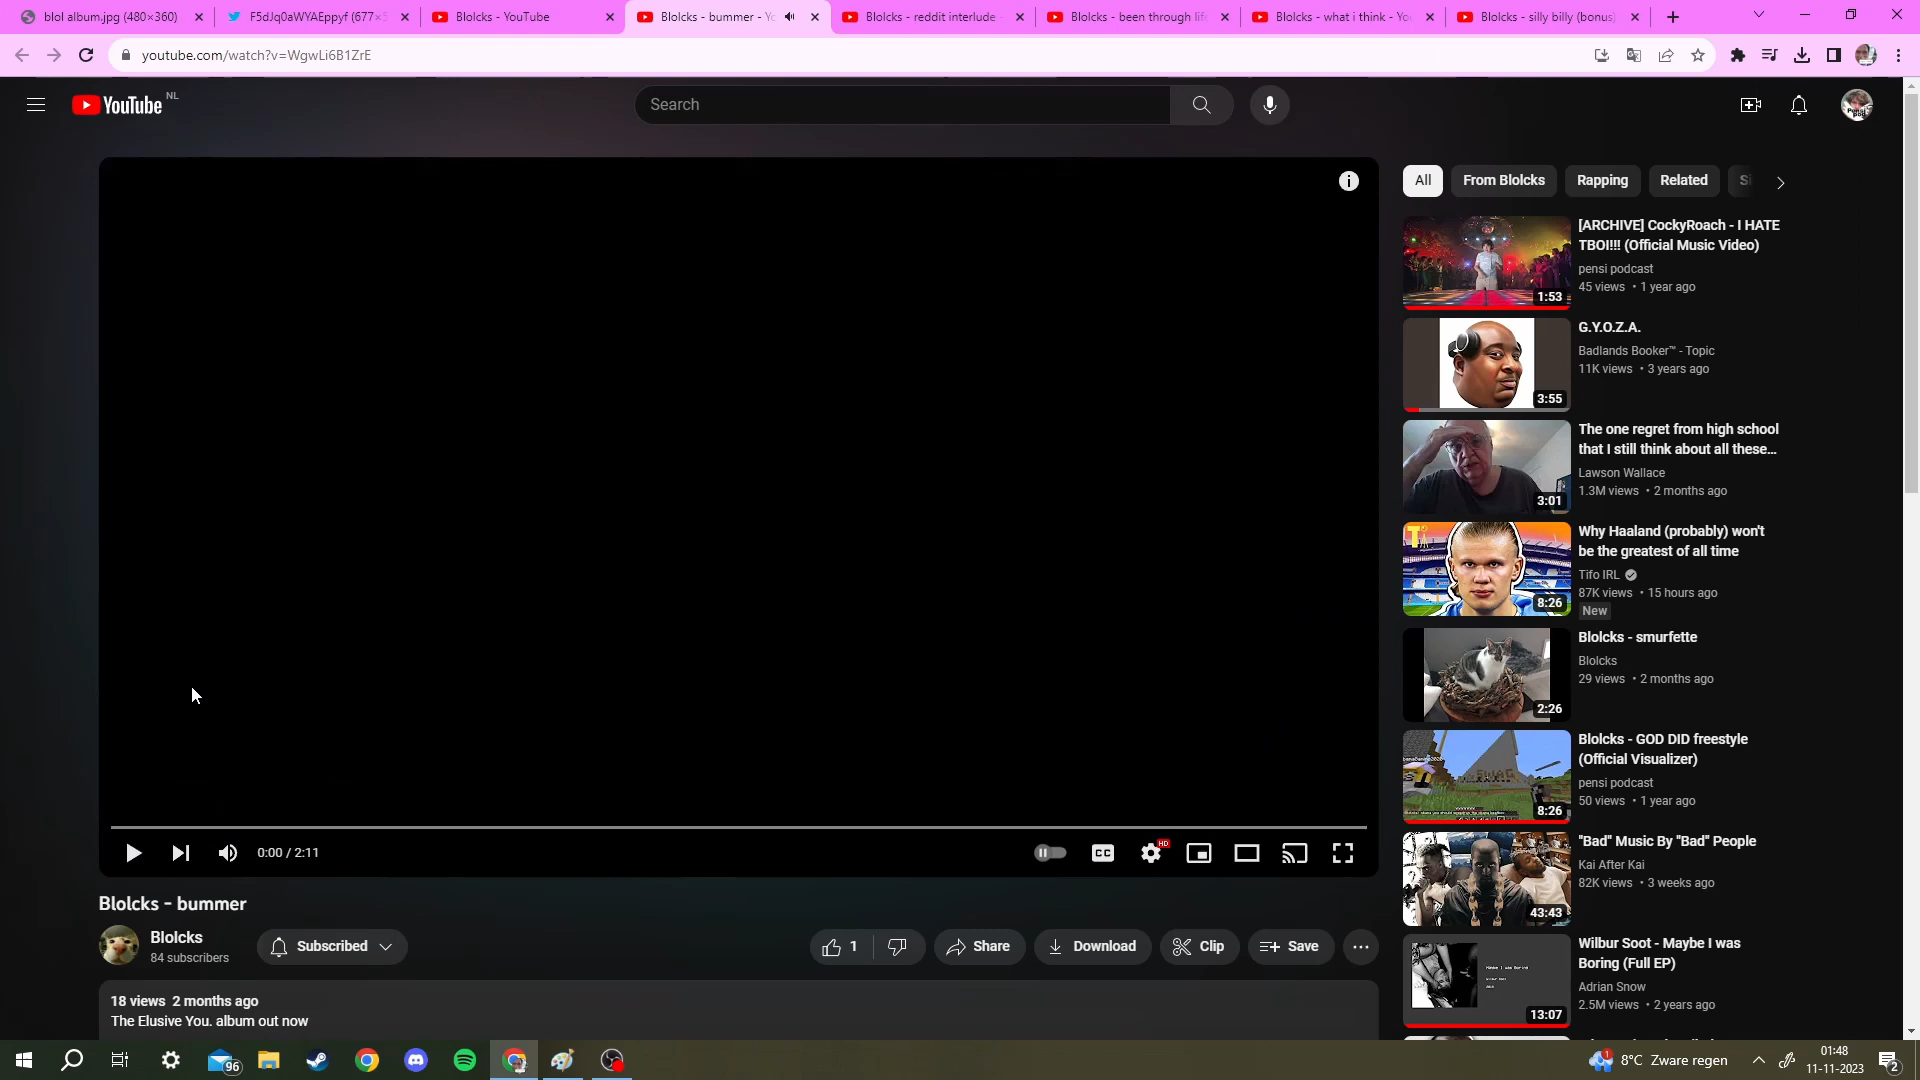 blol album.jpg (480×360)
F5dJq0aWYAEppyf (677×5
Blolcks - YouTube
Blolcks - bummer - Yo
Blolcks - reddit interlude -
Blolcks - been through life
Blolcks - what i think - You
Blolcks - silly billy (bonus)
youtube.com/watch?v=WgwLi6B1ZrE
YouTube NL
Search
All
From Blolcks
Rapping
Related
[ARCHIVE] CockyRoach - I HATE
TBOI!!! (Official Music Video)
pensi podcast
45 views • 1 year ago
1:53
G.Y.O.Z.A.
Badlands Booker™ - Topic
11K views • 3 years ago
3:55
The one regret from high school
that I still think about all these...
Lawson Wallace
1.3M views • 2 months ago
3:01
Why Haaland (probably) won't
be the greatest of all time
Tifo IRL
87K views • 15 hours ago
New
8:26
Blolcks - smurfette
Blolcks
29 views • 2 months ago
2:26
Blolcks - GOD DID freestyle
(Official Visualizer)
pensi podcast
50 views • 1 year ago
SWAG
8:26
"Bad" Music By "Bad" People
Kai After Kai
82K views • 3 weeks ago
43:43
Wilbur Soot - Maybe I was
Boring (Full EP)
Adrian Snow
2.5M views • 2 years ago
13:07
0:00 / 2:11
CC
HD
Blolcks - bummer
Blolcks
84 subscribers
Subscribed
1
Share
Download
Clip
Save
18 views 2 months ago
The Elusive You. album out now
96
1
8°C Zware regen
01:48
11-11-2023
2